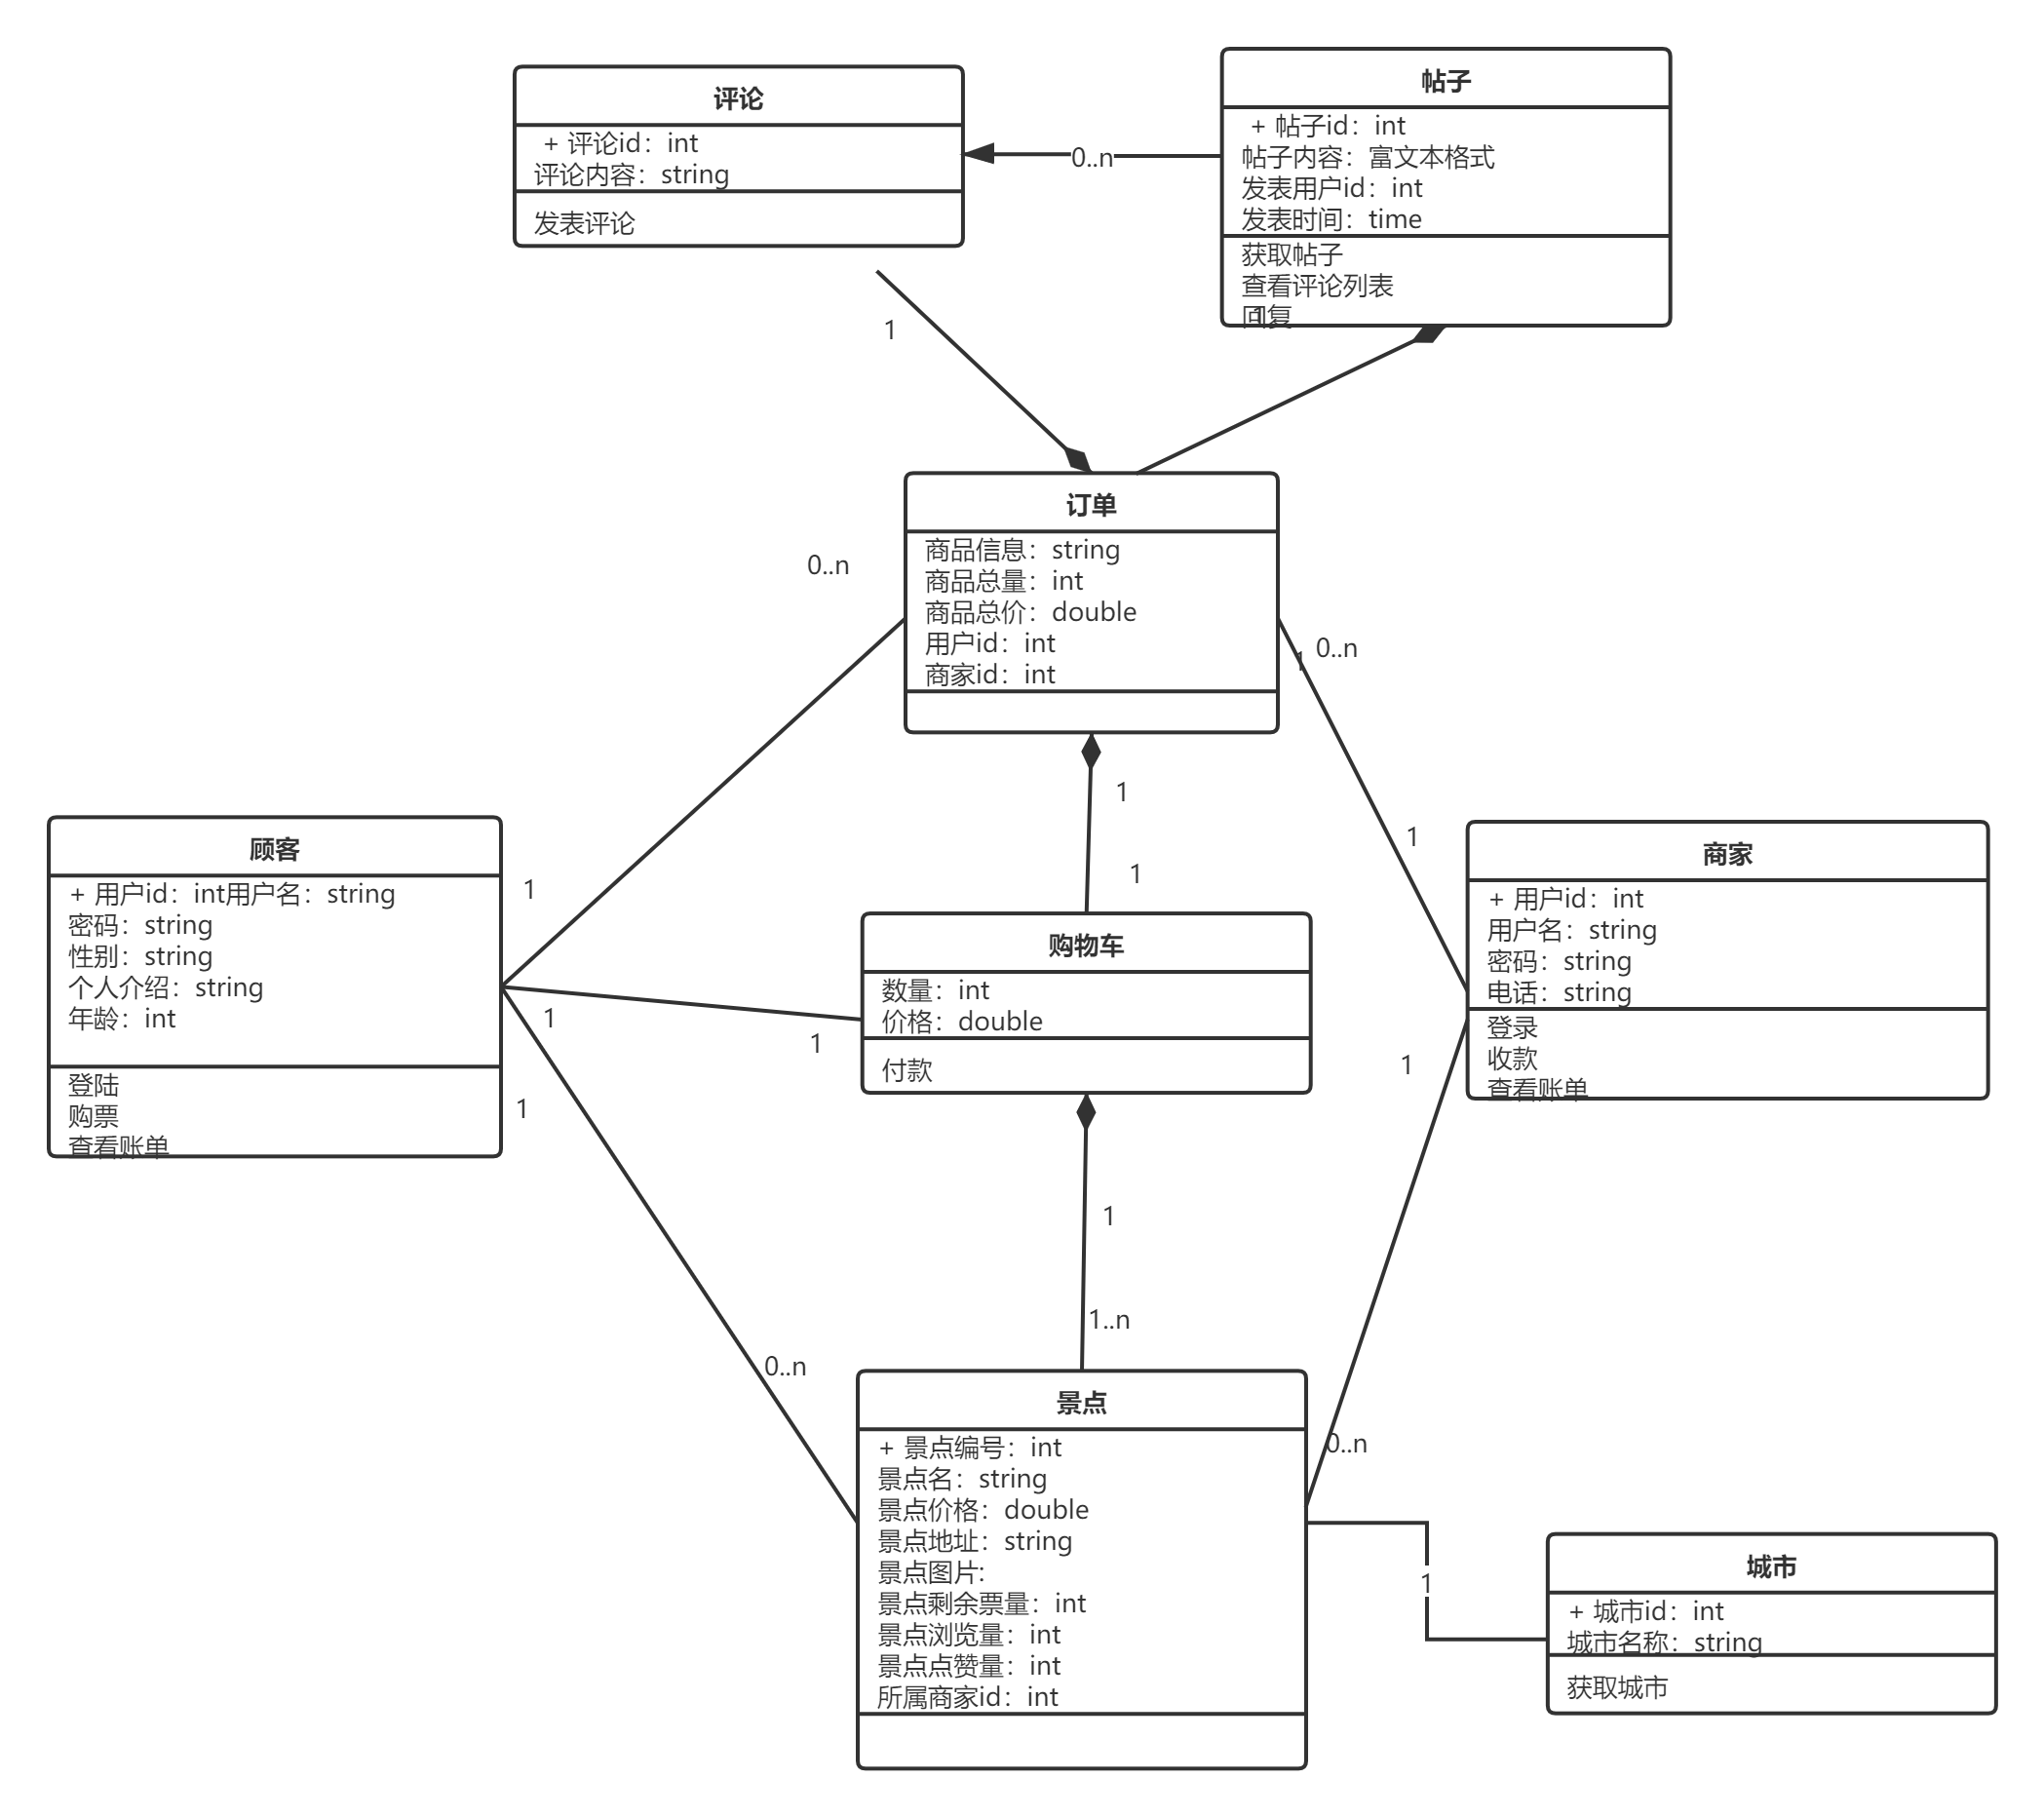 评论
+ 评论id：int
评论内容：string
发表评论
帖子
+ 帖子id：int
帖子内容：富文本格式
发表用户id：int
发表时间：time
获取帖子
查看评论列表
回复
1
0..n
1
订单
商品信息：string
商品总量：int
商品总价：double
用户id：int
商家id：int
0..n
0..n
1
1
1
1
1
顾客
+ 用户id：int用户名：string
密码：string
性别：string
个人介绍：string
年龄：int
登陆
购票
查看账单
购物车
数量：int
价格：double
付款
商家
+ 用户id：int
用户名：string
密码：string
电话：string
登录
收款
查看账单
1
1
1
1
1
1..n
0..n
0..n
景点
+ 景点编号：int
景点名：string
景点价格：double
景点地址：string
景点图片:
景点剩余票量：int
景点浏览量：int
景点点赞量：int
所属商家id：int
1
城市
+ 城市id：int
城市名称：string
获取城市